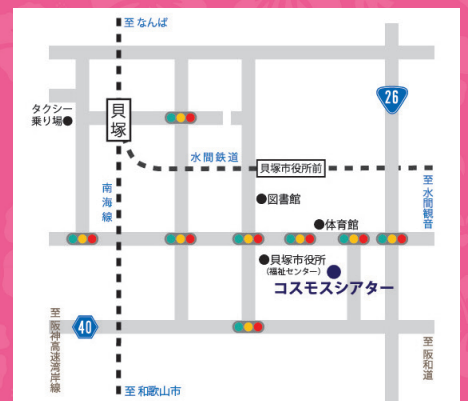 至なんば
26
タクシー
乗り場●
貝塚
水間鉄道
貝塚市役所前
南海線
至水間観音
●図書館
●体育館
●貝塚市役所
(福祉センター)
コスモスシアター
至阪神高速湾岸線
40
至阪和道
至和歌山市